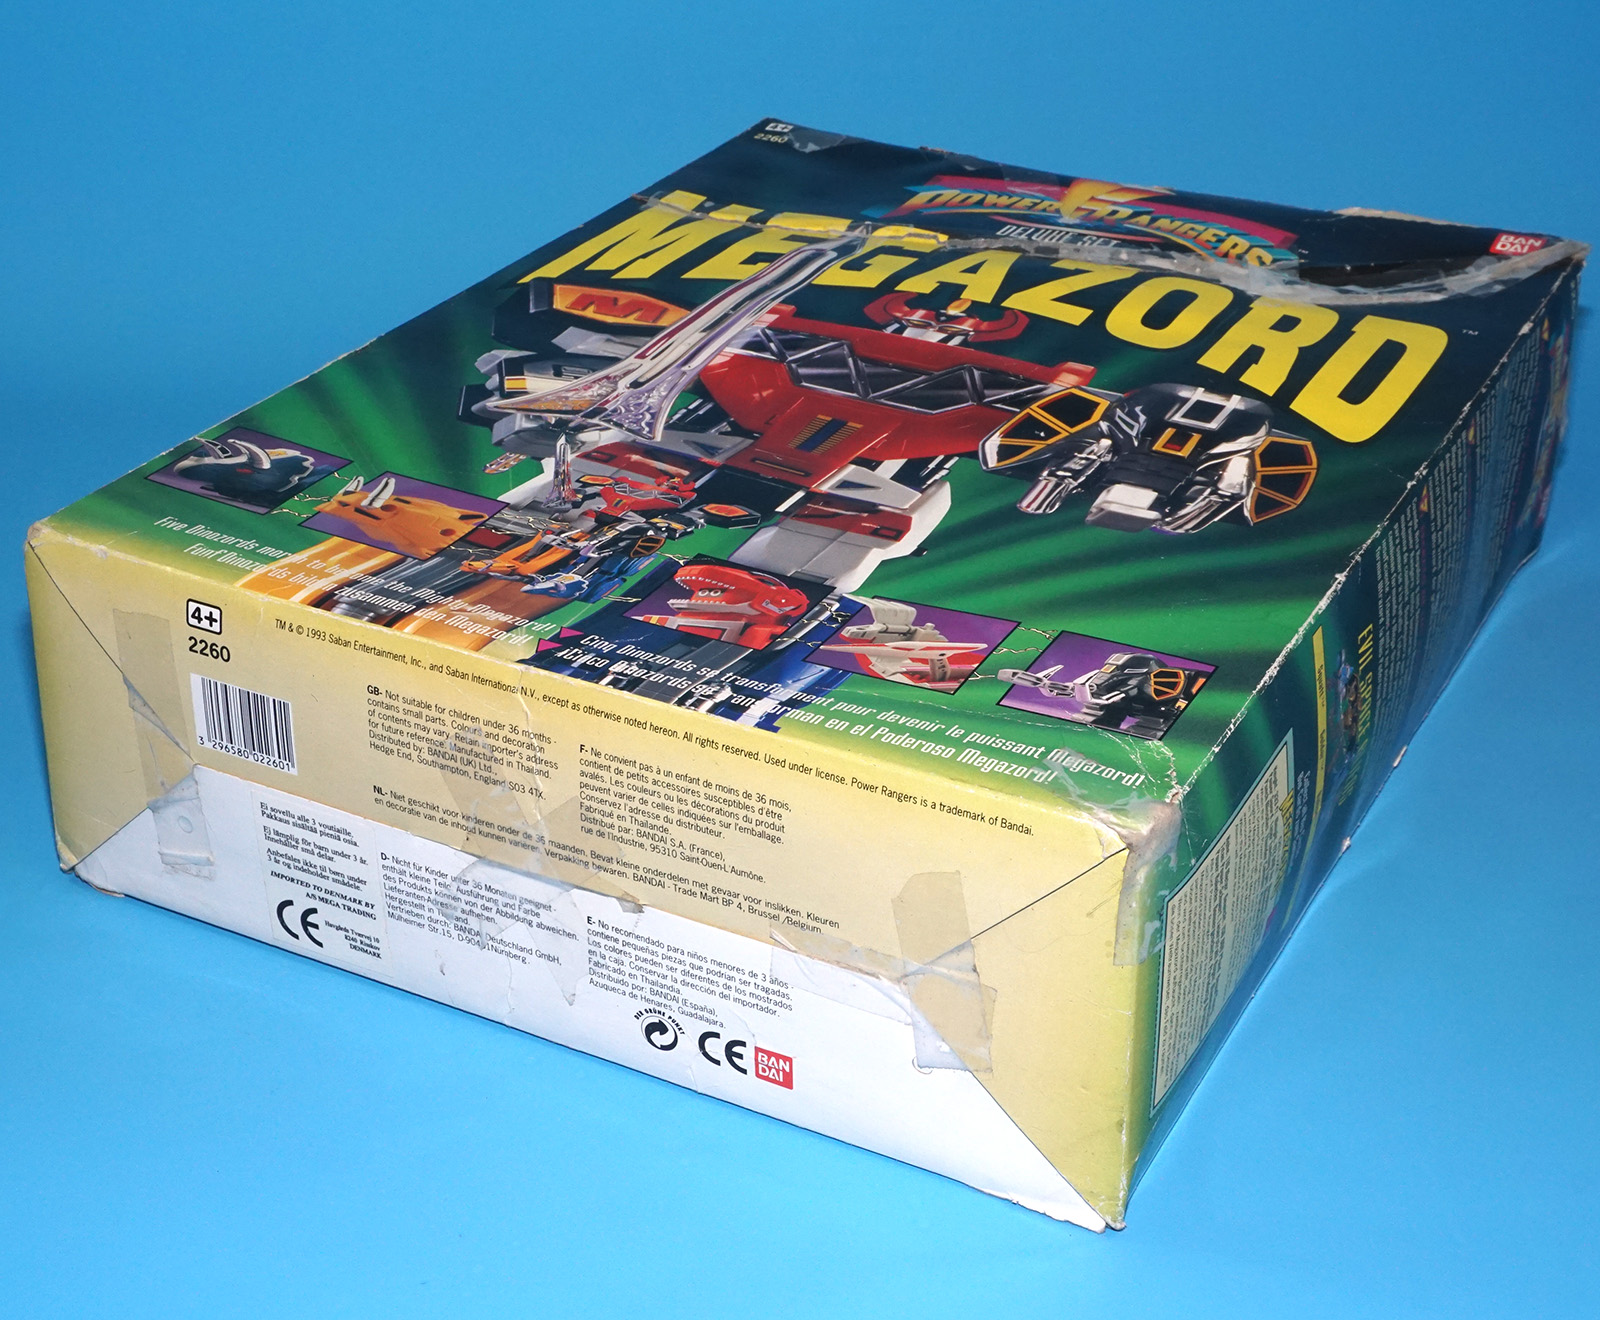 4+
2260
POWER RANGERS
DELUXE SET
BAN
DAI
MEGAZORD
™
Five Dinozords to become the Mighty Megazord!
Fünf Dinozords zusammen den Megazord!
Cinq Dinozords se transforment pour devenir le puissant Megazord!
¡Cinco Dinozords se transforman en el Poderoso Megazord!
4+
2260
3 296580 022601
TM & © 1993 Saban Entertainment, Inc., and Saban International N.V., except as otherwise noted hereon. All rights reserved. Used under license. Power Rangers is a trademark of Bandai.
GB- Not suitable for children under 36 months -
contains small parts. Colours and decoration
of contents may vary. Retain importer's address
for future reference. Manufactured in Thailand.
Distributed by: BANDAI (UK) Ltd.,
Hedge End, Southampton, England SO3 4TX.
F- Ne convient pas à un enfant de moins de 36 mois,
contient de petits accessoires susceptibles d'être
avalés. Les couleurs ou les décorations du produit
peuvent varier de celles indiquées sur l'emballage.
Conservez l'adresse du distributeur.
Fabriqué en Thaïlande.
Distribué par: BANDAI S.A. (France),
rue de l'Industrie, 95310 Saint-Ouen-L'Aumône.
NL- Niet geschikt voor kinderen onder de 36 maanden. Bevat kleine onderdelen met gevaar voor inslikken. Kleuren
en decoratie van de inhoud kunnen varieren. Verpakking bewaren. BANDAI - Trade Mart BP 4, Brussel /Belgium.
Ei sovellu alle 3 vuotiaille,
Pakkaus sisältää pieniä osia.
Ej lämplig för barn under 3 år.
Innehåller små delar.
Anbefales ikke til børn under
3 år og indeholder smådele.
IMPORTED TO DENMARK BY
A/S MEGA TRADING
CE
8240 Risskov
DENMARK
D- Nicht für Kinder unter 36 Monaten geeignet -
enthält kleine Teile. Ausführung und Farbe
des Produkts können von der Abbildung abweichen.
Lieferanten-Adresse aufheben.
Hergestellt in Thailand.
Vertrieben durch: BANDAI Deutschland GmbH,
Mülheimer Str.15, D-90451 Nürnberg.
E- No recomendado para niños menores de 3 años -
contiene pequeñas piezas que podrian ser tragadas.
Los colores pueden ser diferentes de los mostrados
en la caja. Conservar la dirección del importador.
Fabricado en Thailandia.
Distribuido por: BANDAI (España),
Azuqueca de Henares, Guadalajara.
DER GRÜNE PUNKT
CE
BAN
DAI